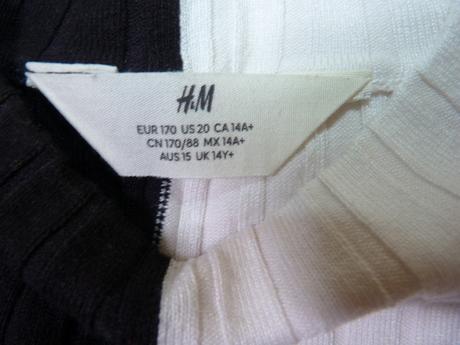 H&M
EUR 170 US 20 CA 14A+
CN 170/88 MX 14A+
AUS 15 UK 14Y+